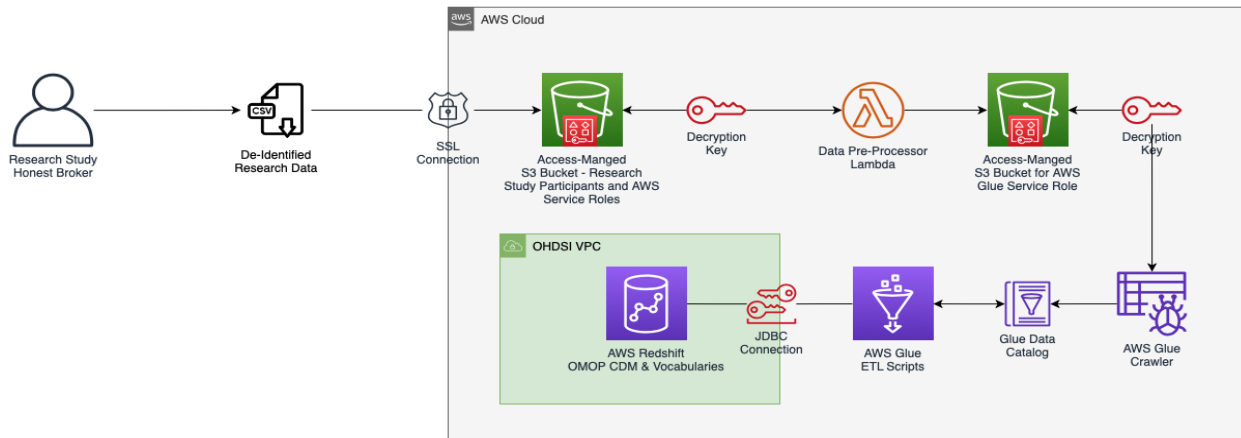 aws
AWS Cloud
CSV
Research Study
Honest Broker
De-Identified
Research Data
SSL
Connection
Access-Manged
S3 Bucket - Research
Study Participants and AWS
Service Roles
Decryption
Key
Data Pre-Processor
Lambda
Access-Manged
S3 Bucket for AWS
Glue Service Role
Decryption
Key
OHDSI VPC
AWS Redshift
OMOP CDM & Vocabularies
JDBC
Connection
AWS Glue
ETL Scripts
Glue Data
Catalog
AWS Glue
Crawler